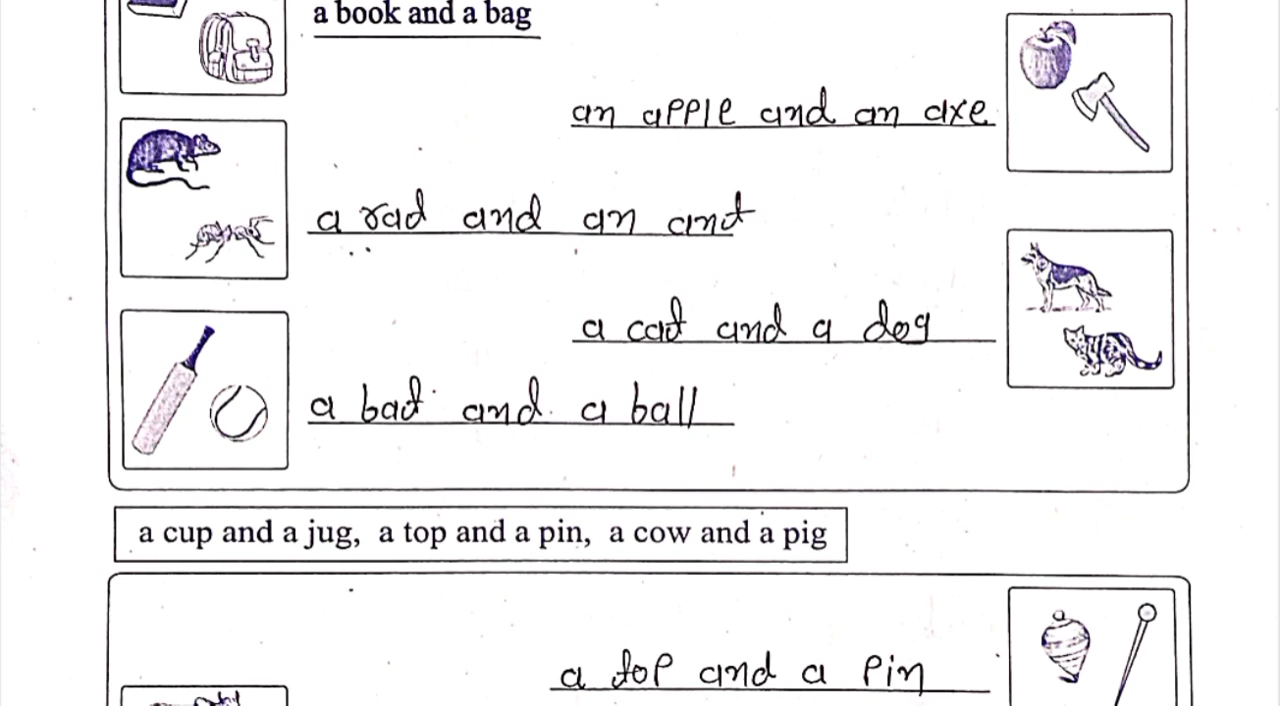 a book and a bag
an apple and an axe
a rat and an ant
a cat and a dog
a bat and a ball
a cup and a jug, a top and a pin, a cow and a pig
a top and a pin